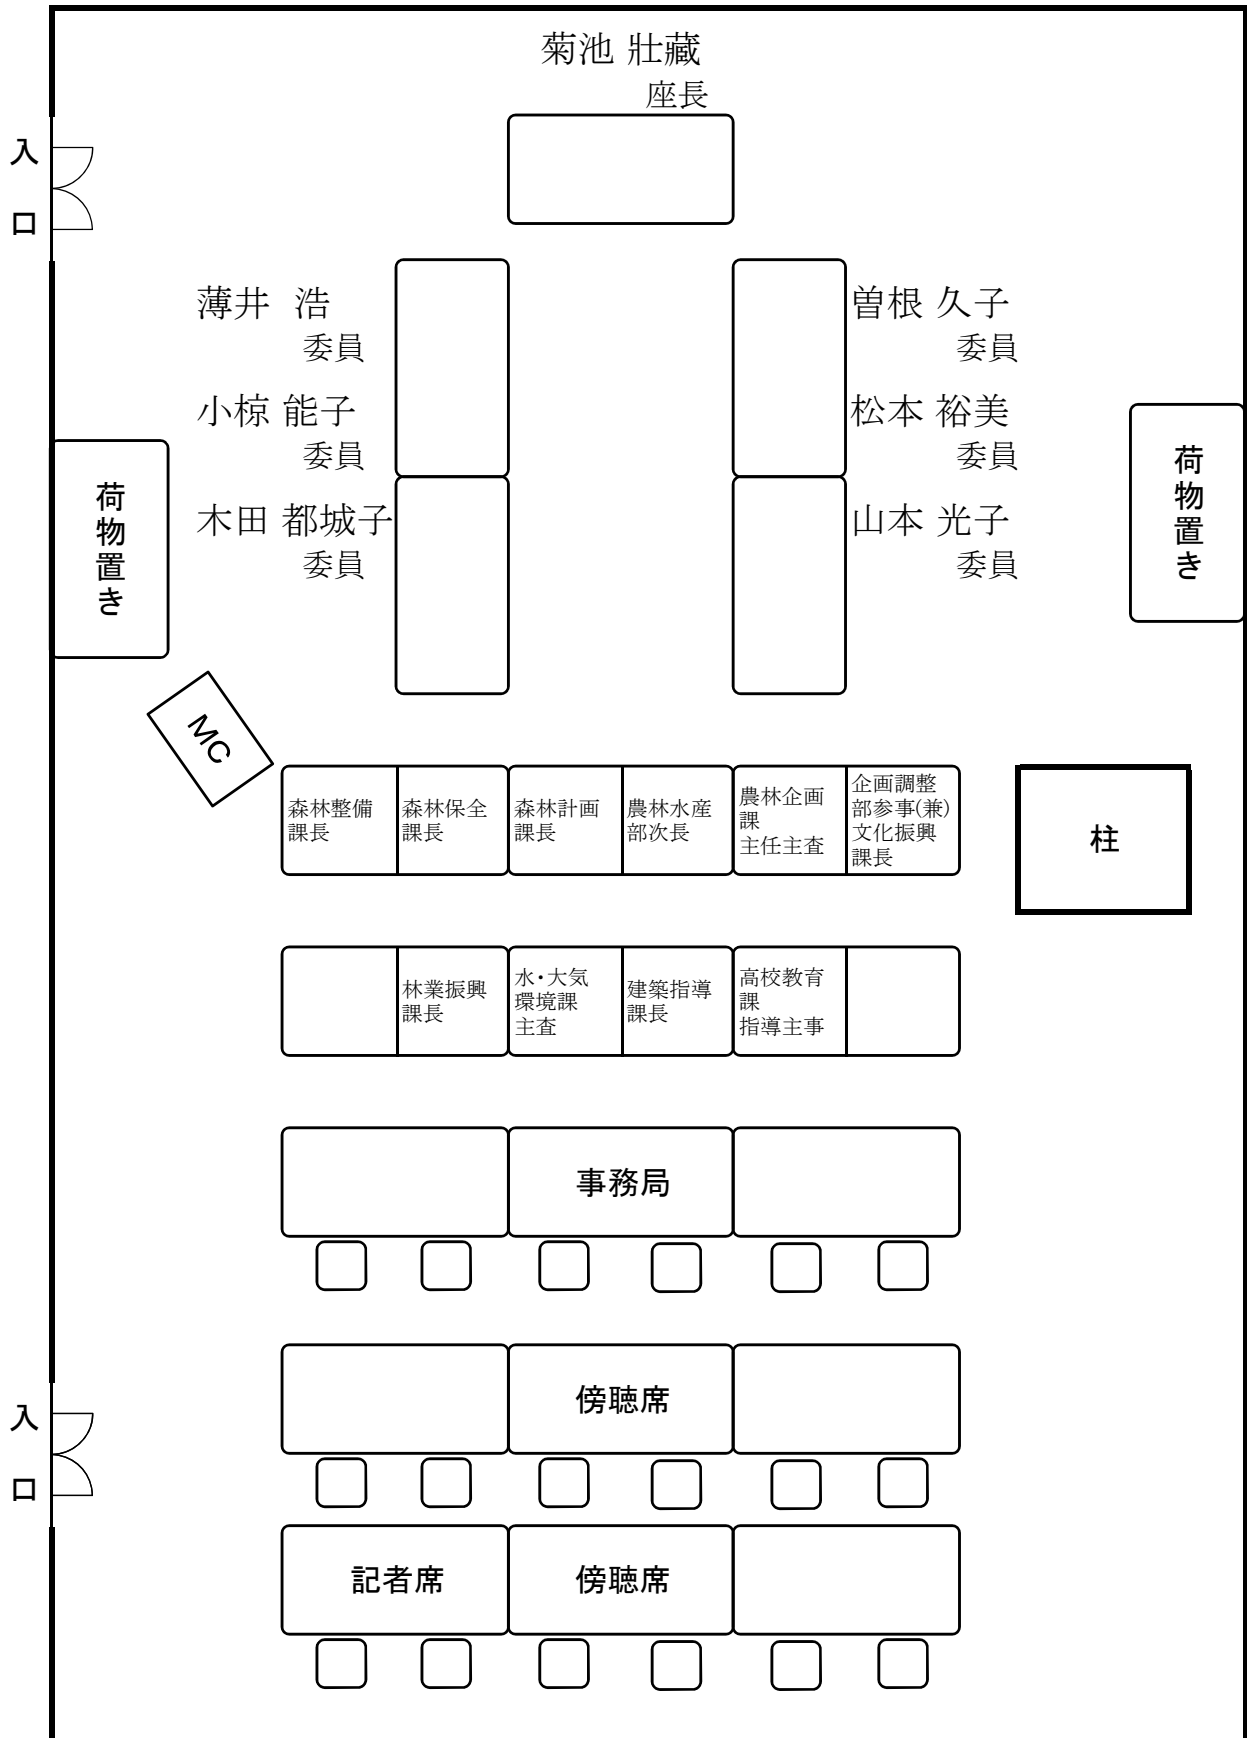 菊池 壯藏
座長
入
口
薄井 浩
委員
曽根 久子
委員
小椋 能子
委員
松本 裕美
委員
木田 都城子
委員
山本 光子
委員
荷物置き
荷物置き
MC
森林整備
課長
森林保全
課長
森林計画
課長
農林水産
部次長
農林企画
課
主任主査
企画調整
部参事(兼)
文化振興
課長
柱
林業振興
課長
水・大気
環境課
主査
建築指導
課長
高校教育
課
指導主事
事務局
入
口
傍聴席
記者席
傍聴席